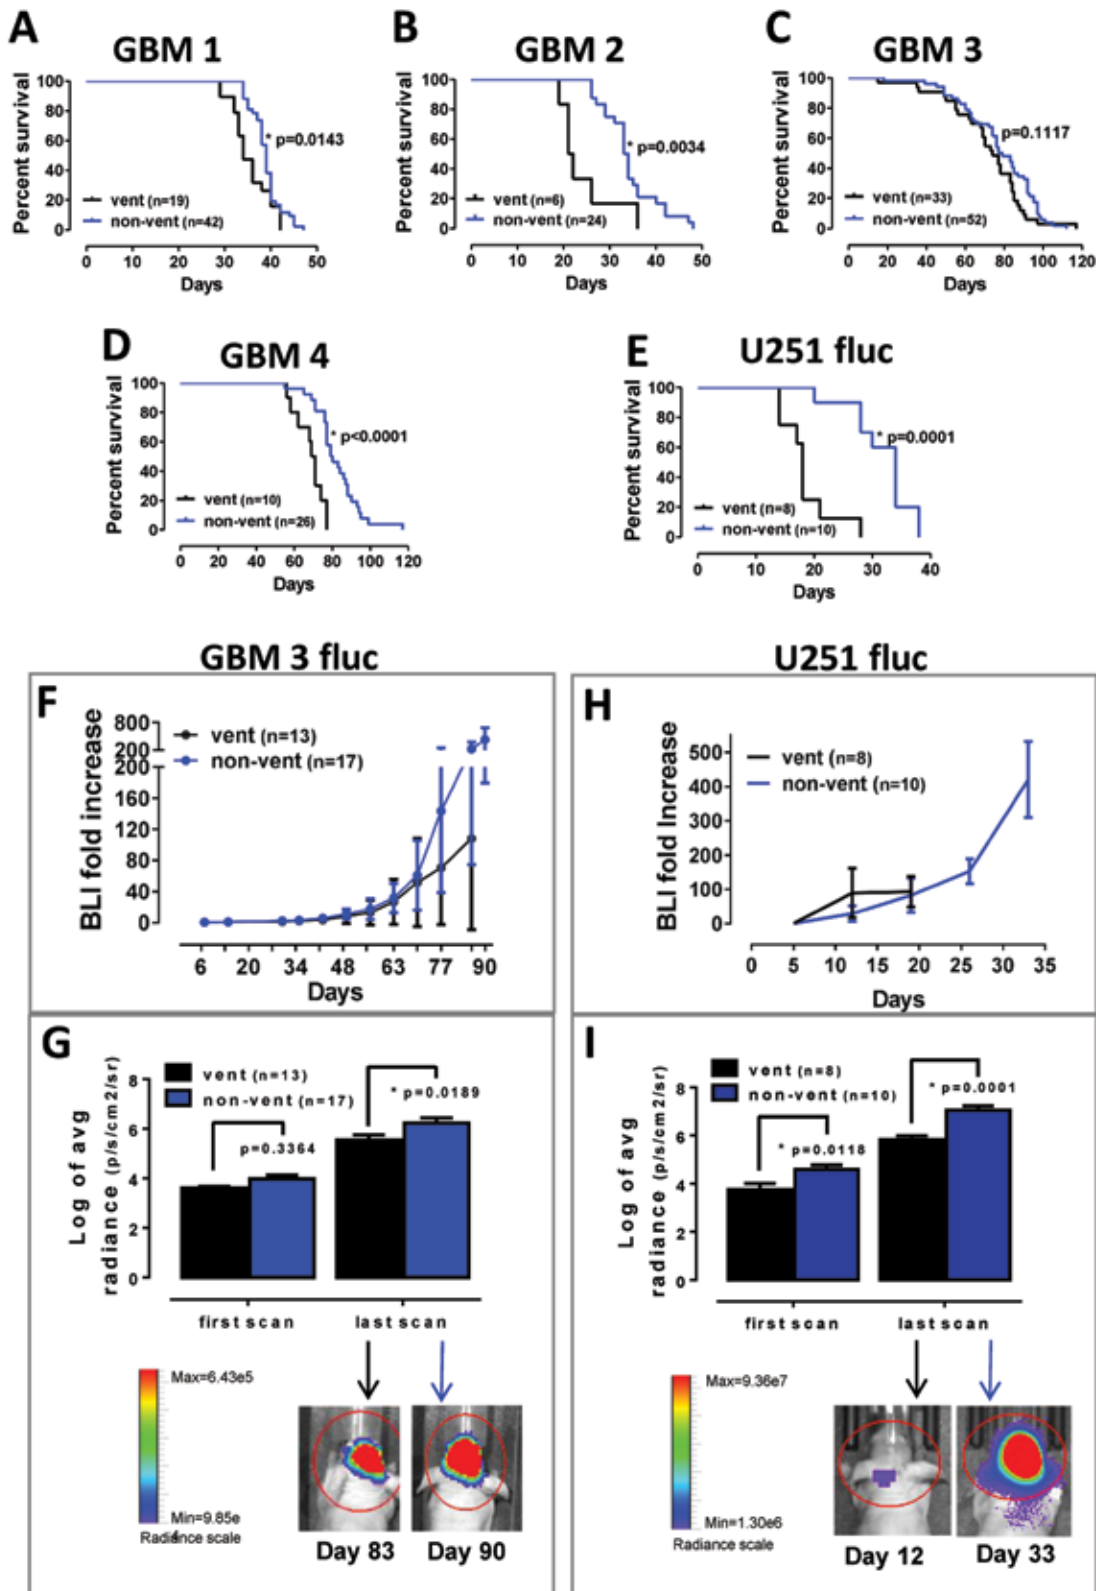 A
GBM 1
Percent survival
100
80
60
40
20
0
* p=0.0143
vent (n=19)
non-vent (n=42)
0 10 20 30 40 50
Days
B
GBM 2
Percent survival
100
80
60
40
20
0
* p=0.0034
vent (n=6)
non-vent (n=24)
0 10 20 30 40 50
Days
C
GBM 3
Percent survival
100
80
60
40
20
0
p=0.1117
vent (n=33)
non-vent (n=52)
0 20 40 60 80 100 120
Days
D
GBM 4
Percent survival
100
80
60
40
20
0
* p<0.0001
vent (n=10)
non-vent (n=26)
0 20 40 60 80 100 120
Days
E
U251 fluc
Percent survival
100
80
60
40
20
0
* p=0.0001
vent (n=8)
non-vent (n=10)
0 10 20 30 40
Days
GBM 3 fluc
F
BLI fold increase
800
200
200
160
120
80
40
0
vent (n=13)
non-vent (n=17)
6 20 34 48 63 77 90
Days
U251 fluc
H
BLI fold Increase
500
400
300
200
100
0
vent (n=8)
non-vent (n=10)
0 5 10 15 20 25 30 35
Days
G
Log of avg
radiance (p/s/cm2/sr)
8
6
4
2
0
vent (n=13)
non-vent (n=17)
p=0.3364
* p=0.0189
first scan last scan
Max=6.43e5
Min=9.85e
4
Radiance scale
Day 83 Day 90
I
Log of avg
radiance (p/s/cm2/sr)
8
6
4
2
0
vent (n=8)
non-vent (n=10)
* p=0.0118
* p=0.0001
first scan last scan
Max=9.36e7
Min=1.30e6
Radiance scale
Day 12 Day 33